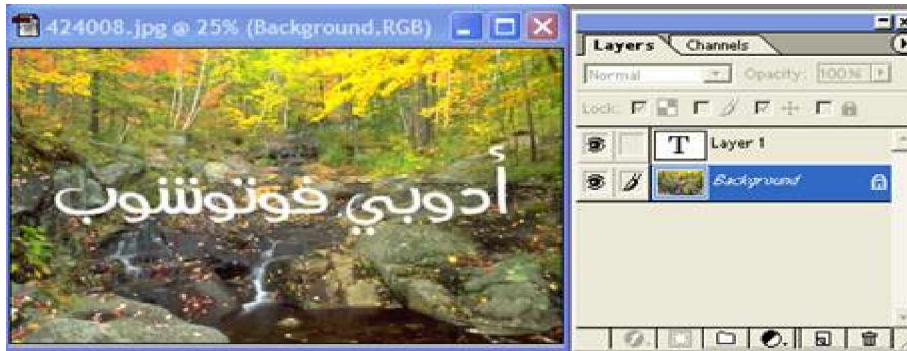 424008.jpg @ 25% (Background,RGB)
أدوبي فوتوشوب
Layers Channels
Normal Opacity: 100%
Lock:
T Layer 1
Background